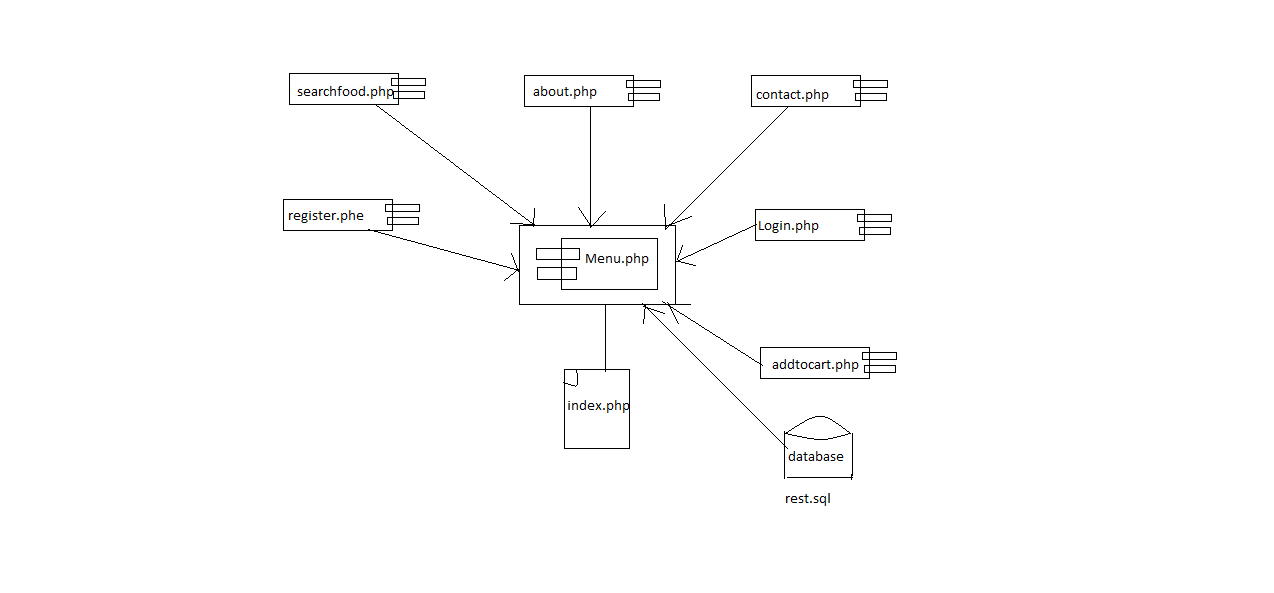 searchfood.php
about.php
contact.php
register.phe
Login.php
Menu.php
addtocart.php
index.php
database
rest.sql